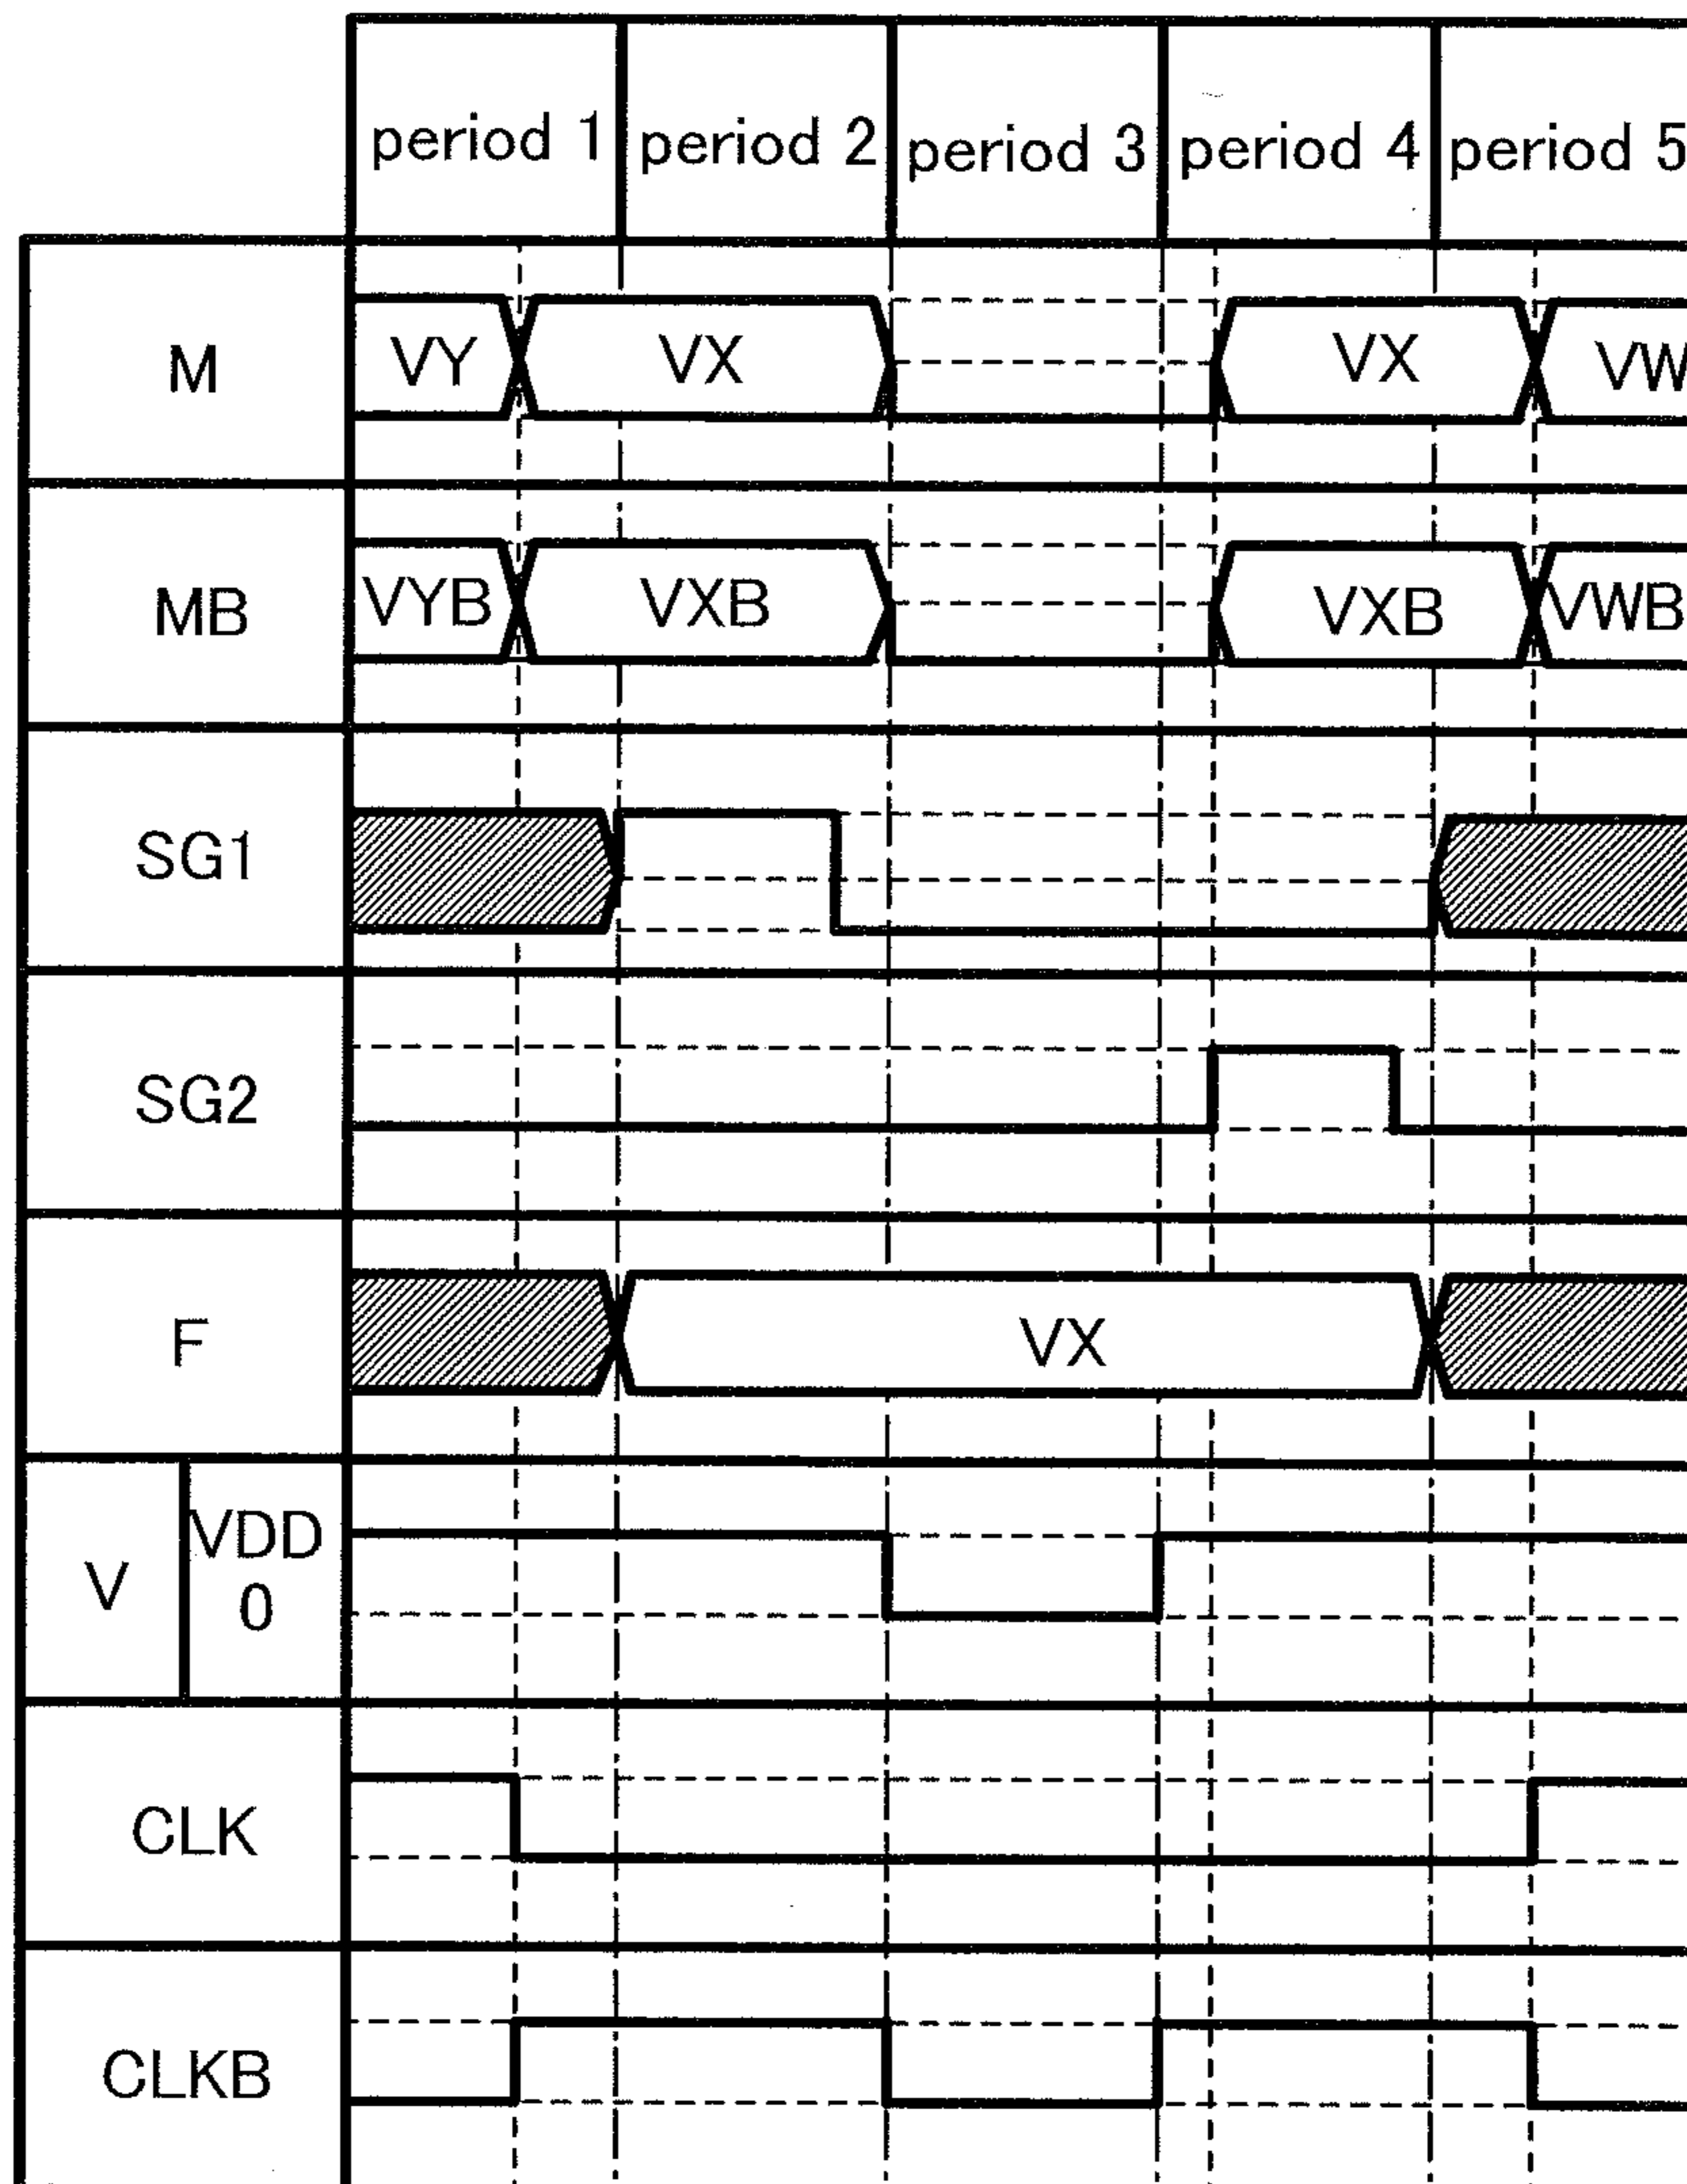 period 1 period 2 period 3 period 4 period 5
M VY VX VX VW
MB VYB VXB VXB VWB
SG1
SG2
F VX
V VDD
0
CLK
CLKB